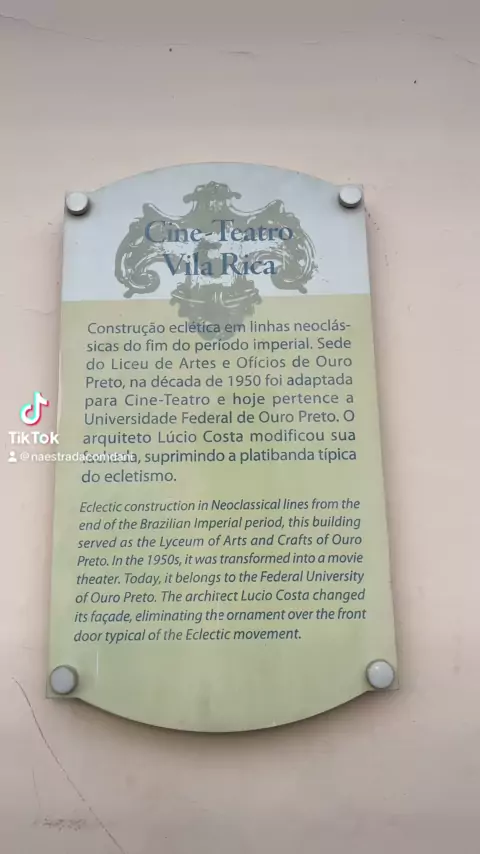 Cine-Teatro
Vila Rica
Construção eclética em linhas neoclás-
sicas do fim do período imperial. Sede
do Liceu de Artes e Ofícios de Ouro
Preto, na década de 1950 foi adaptada
para Cine-Teatro e hoje pertence a
Universidade Federal de Ouro Preto. O
arquiteto Lúcio Costa modificou sua
fachada, suprimindo a platibanda típica
do ecletismo.
Eclectic construction in Neoclassical lines from the
end of the Brazilian Imperial period, this building
served as the Lyceum of Arts and Crafts of Ouro
Preto. In the 1950s, it was transformed into a movie
theater. Today, it belongs to the Federal University
of Ouro Preto. The architect Lucio Costa changed
its façade, eliminating the ornament over the front
door typical of the Eclectic movement.
TikTok